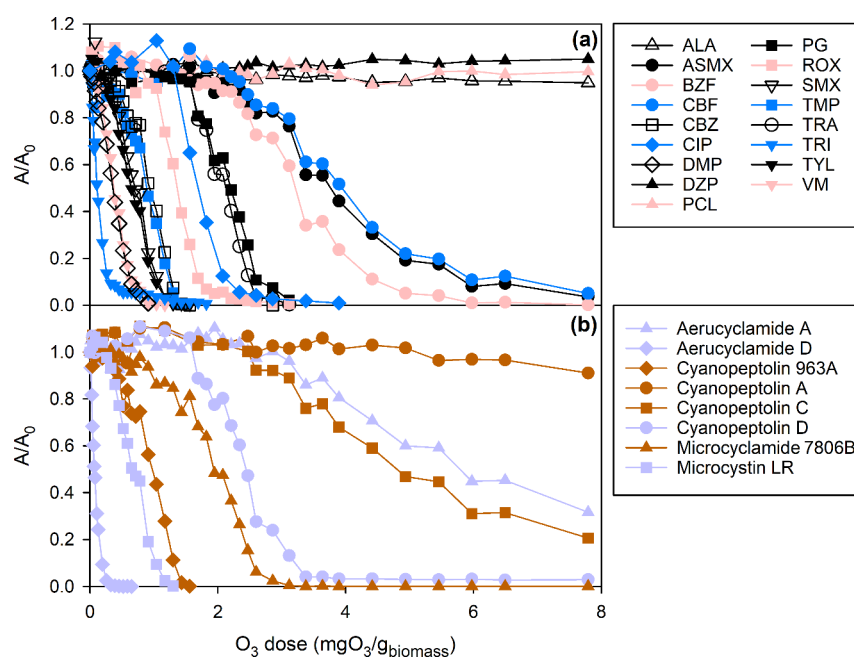 1.2
1.0
0.8
0.6
0.4
0.2
0.0
A/A0
(a)
ALA
ASMX
BZF
CBF
CBZ
CIP
DMP
DZP
PCL
PG
ROX
SMX
TMP
TRA
TRI
TYL
VM
1.0
0.8
0.6
0.4
0.2
0.0
A/A0
(b)
Aerucyclamide A
Aerucyclamide D
Cyanopeptolin 963A
Cyanopeptolin A
Cyanopeptolin C
Cyanopeptolin D
Microcyclamide 7806B
Microcystin LR
0 2 4 6 8
O3 dose (mgO3/gbiomass)